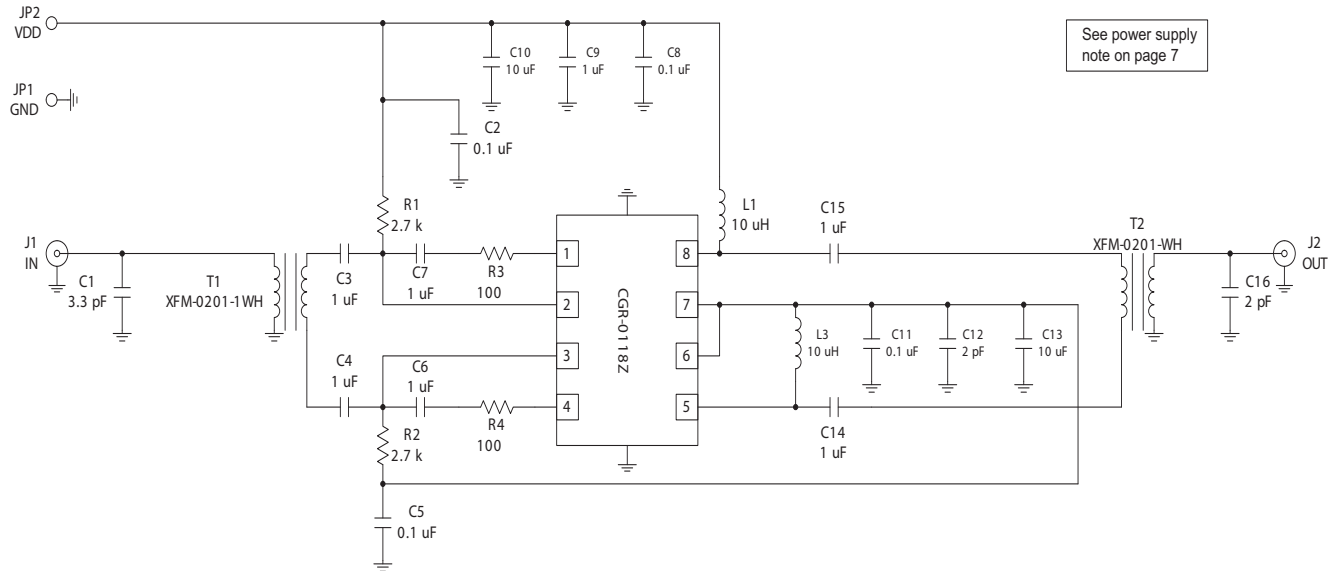 JP2
VDD
JP1
GND
C10
10 uF
C9
1 uF
C8
0.1 uF
See power supply
note on page 7
C2
0.1 uF
R1
2.7 k
L1
10 uH
C15
1 uF
T2
XFM-0201-WH
J1
IN
J2
OUT
C1
3.3 pF
T1
XFM-0201-1WH
C3
1 uF
C7
1 uF
R3
100
1
8
C16
2 pF
2
7
CGR-0118Z
L3
10 uH
C11
0.1 uF
C12
2 pF
C13
10 uF
3
6
C4
1 uF
C6
1 uF
4
5
R2
2.7 k
R4
100
C14
1 uF
C5
0.1 uF